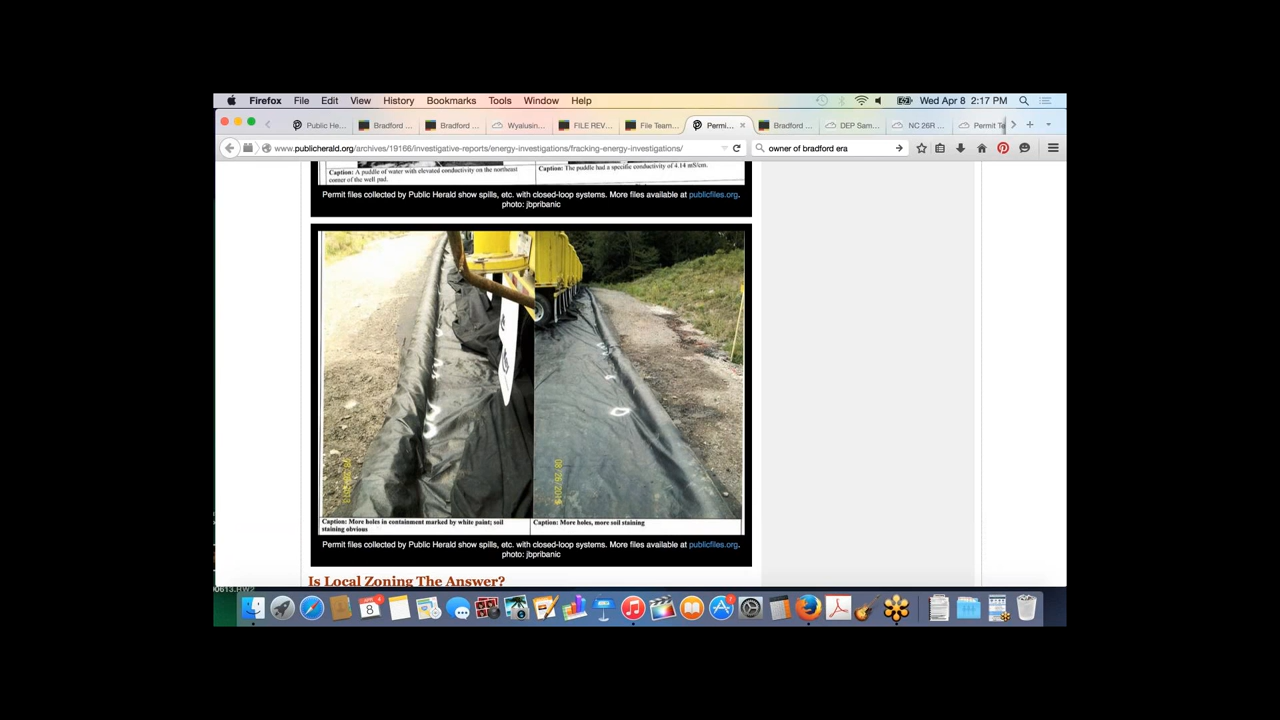 Firefox File Edit View History Bookmarks Tools Window Help Wed Apr 8 2:17 PM
Public He... Bradford ... Bradford ... Wyalusin... FILE REV... File Team... Permi... Bradford ... DEP Sam... NC 26R ... Permit Te
www.publicherald.org/archives/19166/investigative-reports/energy-investigations/fracking-energy-investigations/ owner of bradford era
Caption: A puddle of water with elevated conductivity on the northeast
corner of the well pad.
Caption: The puddle had a specific conductivity of 4.14 mS/cm.
Permit files collected by Public Herald show spills, etc. with closed-loop systems. More files available at publicfiles.org.
photo: jbpribanic
Caption: More holes in containment marked by white paint; soil
staining obvious
Caption: More holes, more soil staining
Permit files collected by Public Herald show spills, etc. with closed-loop systems. More files available at publicfiles.org.
photo: jbpribanic
Is Local Zoning The Answer?